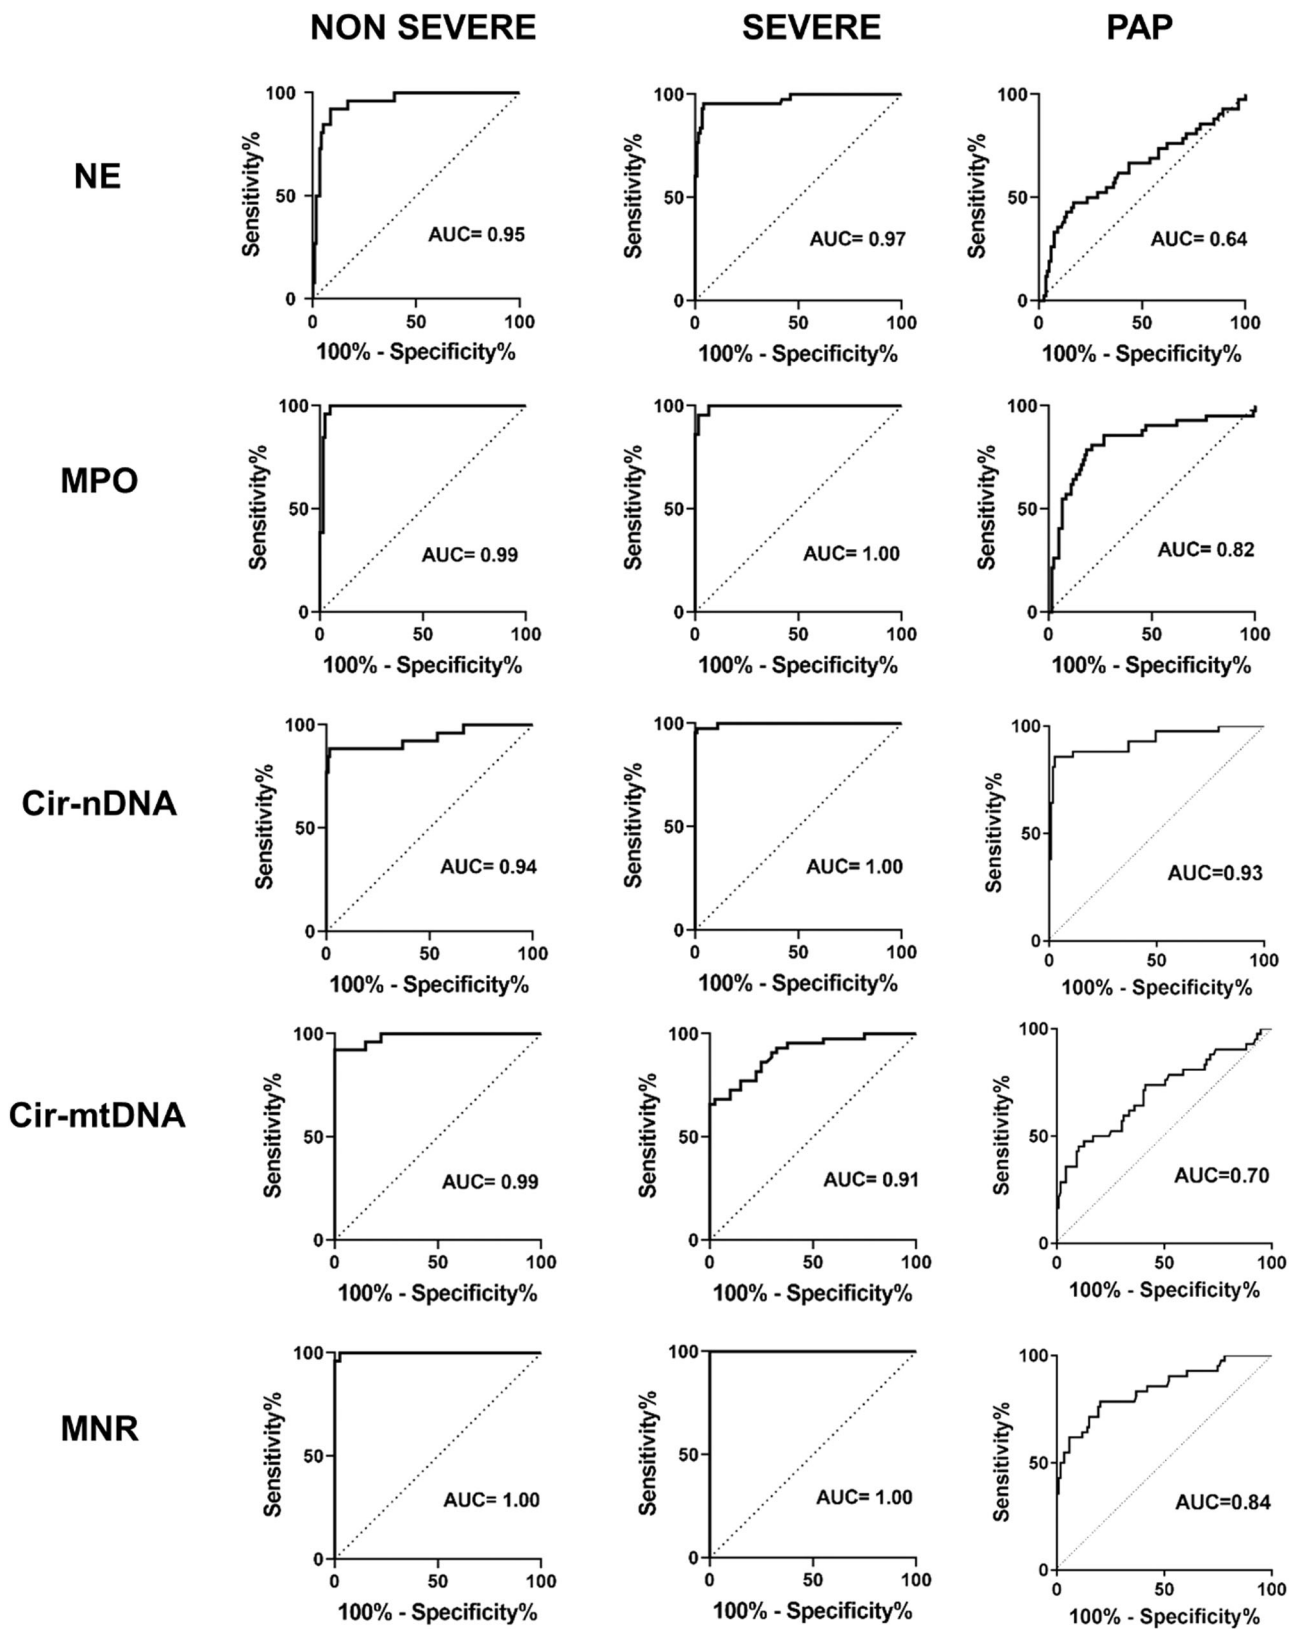 NON SEVERE SEVERE PAP
NE
100 50 0
Sensitivity%
AUC= 0.95
0 50 100
100% - Specificity%
100 50 0
Sensitivity%
AUC= 0.97
0 50 100
100% - Specificity%
100 50 0
Sensitivity%
AUC= 0.64
0 50 100
100% - Specificity%
MPO
100 50 0
Sensitivity%
AUC= 0.99
0 50 100
100% - Specificity%
100 50 0
Sensitivity%
AUC= 1.00
0 50 100
100% - Specificity%
100 50 0
Sensitivity%
AUC= 0.82
0 50 100
100% - Specificity%
Cir-nDNA
100 50 0
Sensitivity%
AUC= 0.94
0 50 100
100% - Specificity%
100 50 0
Sensitivity%
AUC= 1.00
0 50 100
100% - Specificity%
100 50 0
Sensitivity%
AUC=0.93
0 50 100
100% - Specificity%
Cir-mtDNA
100 50 0
Sensitivity%
AUC= 0.99
0 50 100
100% - Specificity%
100 50 0
Sensitivity%
AUC= 0.91
0 50 100
100% - Specificity%
100 50 0
Sensitivity%
AUC=0.70
0 50 100
100% - Specificity%
MNR
100 50 0
Sensitivity%
AUC= 1.00
0 50 100
100% - Specificity%
100 50 0
Sensitivity%
AUC= 1.00
0 50 100
100% - Specificity%
100 50 0
Sensitivity%
AUC=0.84
0 50 100
100% - Specificity%